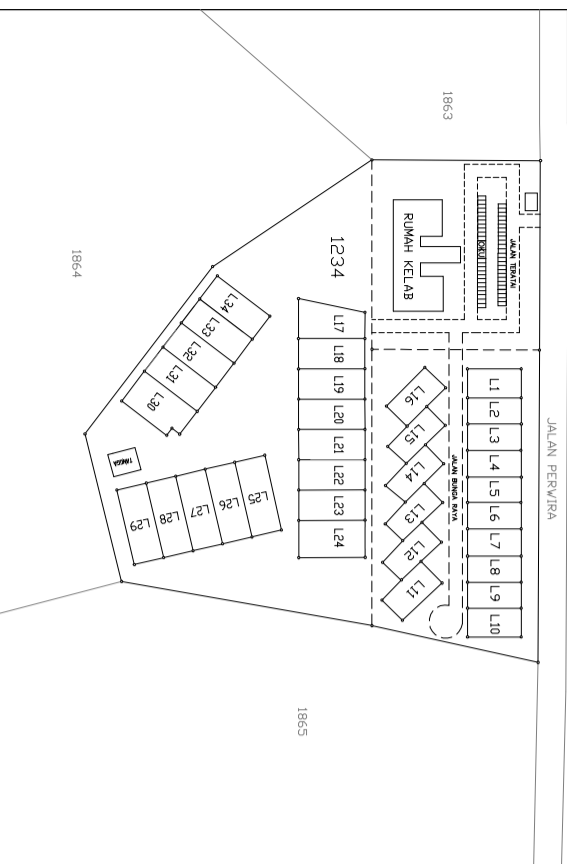 1863
1864
1865
1234
JALAN PERWIRA
JALAN TERATAI
RUMAH KELAB
JALAN BUNGA RAYA
L1
L2
L3
L4
L5
L6
L7
L8
L9
L10
L16
L15
L14
L13
L12
L11
L17
L18
L19
L20
L21
L22
L23
L24
L34
L33
L32
L31
L30
L25
L26
L27
L28
L29